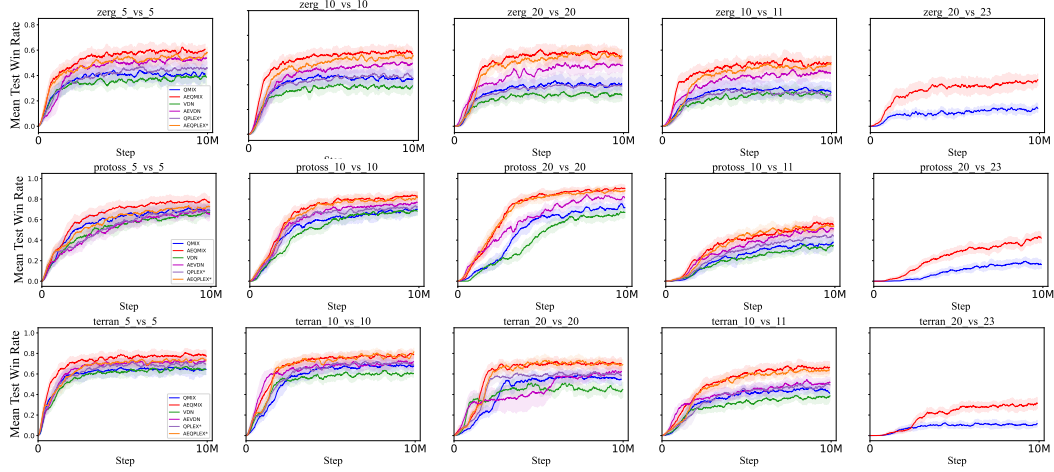 zerg_5_vs_5
zerg_10_vs_10
zerg_20_vs_20
zerg_10_vs_11
zerg_20_vs_23
Mean Test Win Rate
0.8
0.6
0.4
0.2
0.0
QMIX
AEQMIX
VDN
AEVDN
QPLEX*
AEQPLEX*
0 10M 0 10M 0 10M 0 10M 0 10M
Step Step Step Step
protoss_5_vs_5
protoss_10_vs_10
protoss_20_vs_20
protoss_10_vs_11
protoss_20_vs_23
Mean Test Win Rate
1.0
0.8
0.6
0.4
0.2
0.0
QMIX
AEQMIX
VDN
AEVDN
QPLEX*
AEQPLEX*
0 10M 0 10M 0 10M 0 10M 0 10M
Step Step Step Step Step
terran_5_vs_5
terran_10_vs_10
terran_20_vs_20
terran_10_vs_11
terran_20_vs_23
Mean Test Win Rate
1.0
0.8
0.6
0.4
0.2
0.0
QMIX
AEQMIX
VDN
AEVDN
QPLEX*
AEQPLEX*
0 10M 0 10M 0 10M 0 10M 0 10M
Step Step Step Step Step